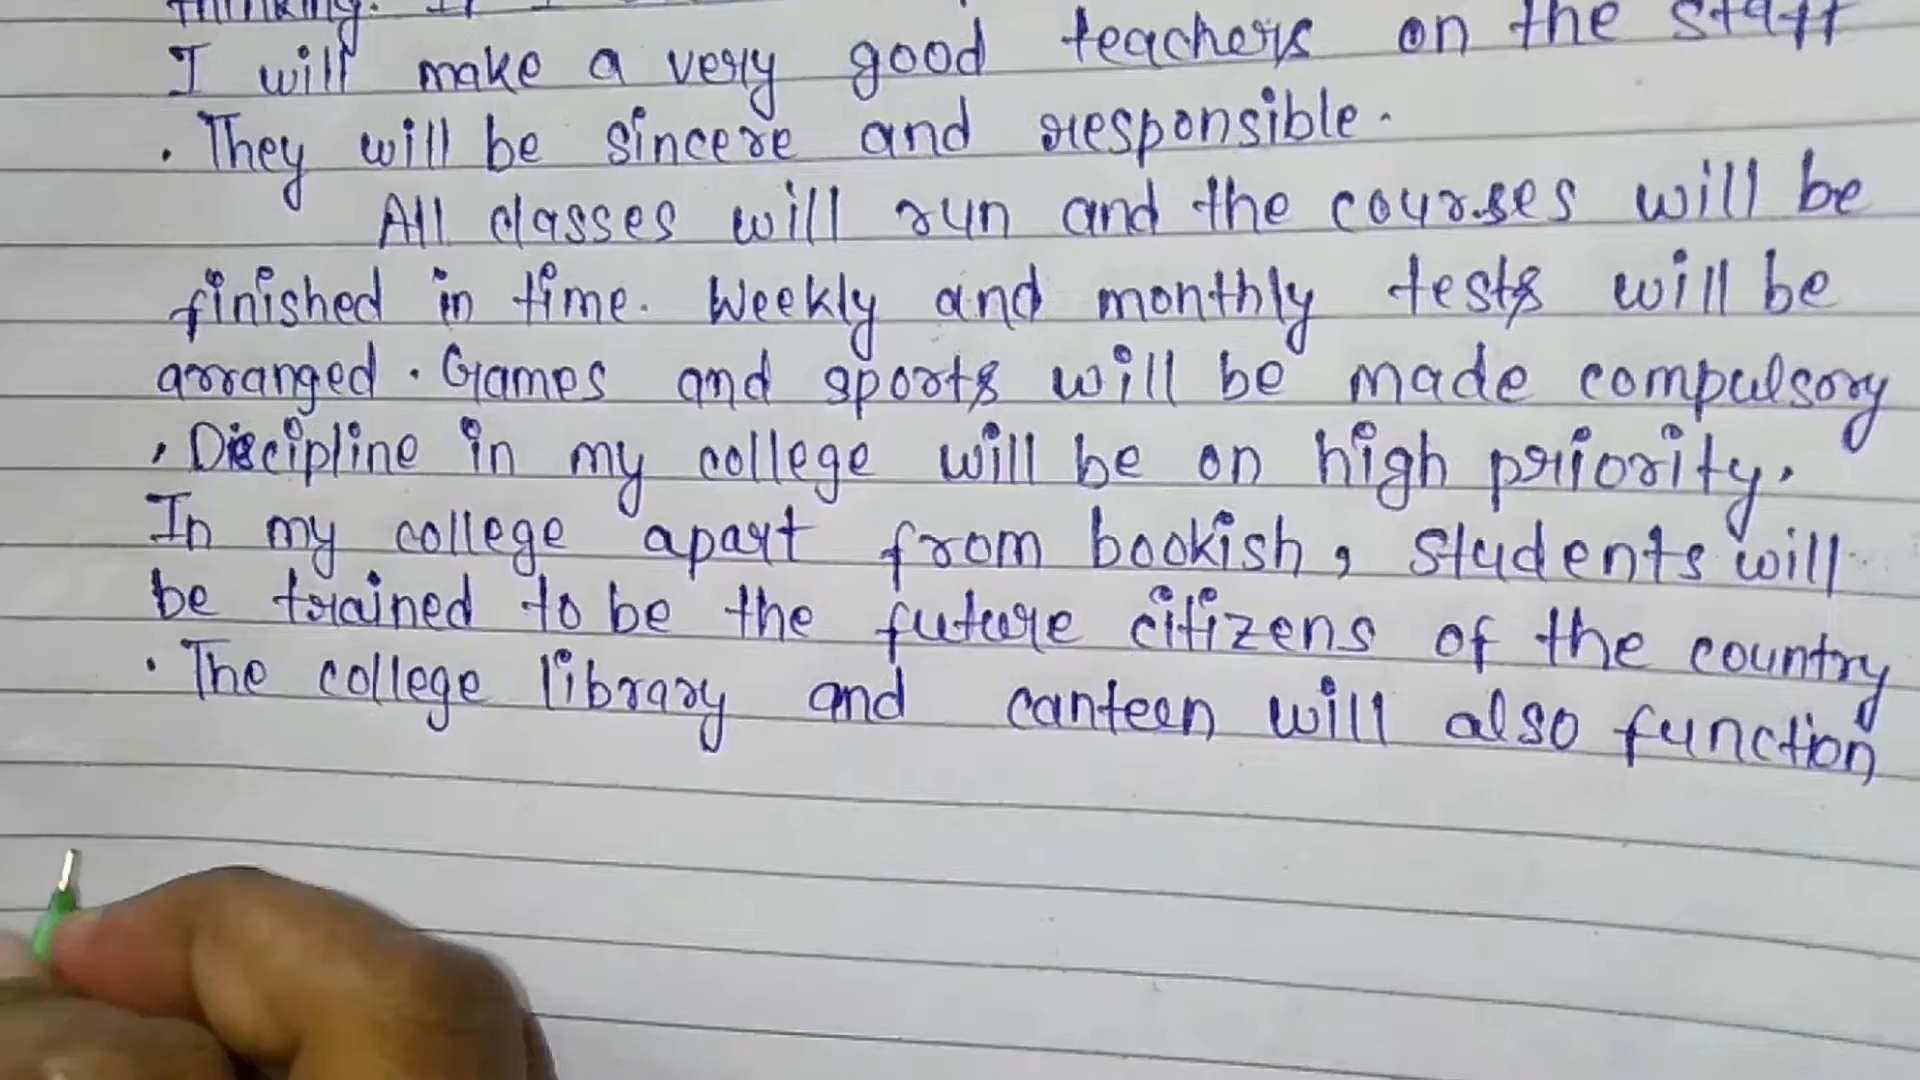 thinking. If I
I will make a very good teachers on the staff
. They will be sincere and responsible.
All classes will run and the courses will be
finished in time. Weekly and monthly tests will be
arranged. Games and sports will be made compulsory
. Discipline in my college will be on high priority.
In my college apart from bookish, students will
be trained to be the future citizens of the country
. The college library and canteen will also function